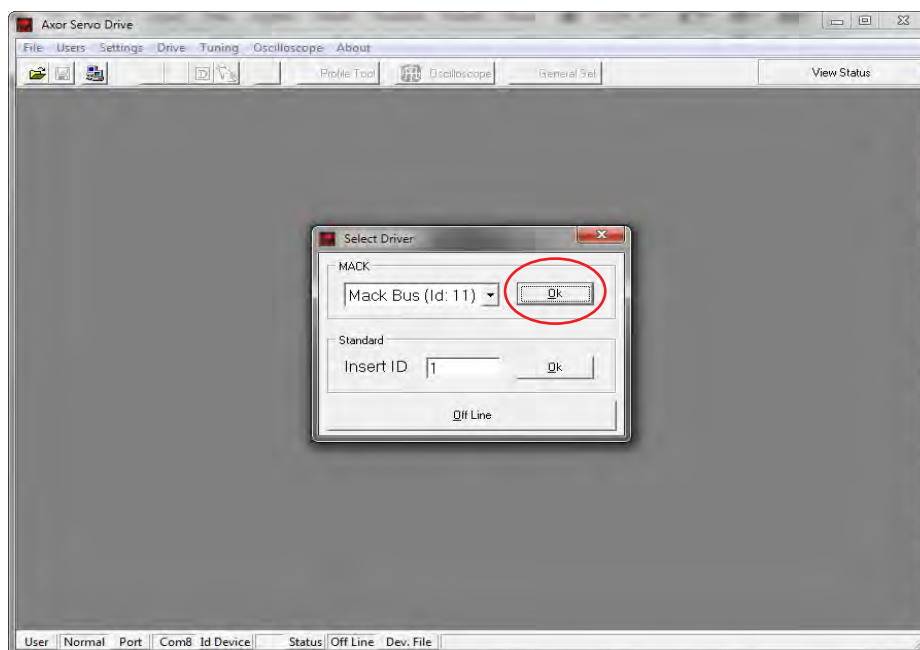 Axor Servo Drive
File Users Settings Drive Tuning Oscilloscope About
Profile Tool Oscilloscope General Set View Status
Select Driver
MACK
Mack Bus (Id: 11) Ok
Standard
Insert ID 1 Ok
Off Line
User Normal Port Com8 Id Device Status Off Line Dev. File